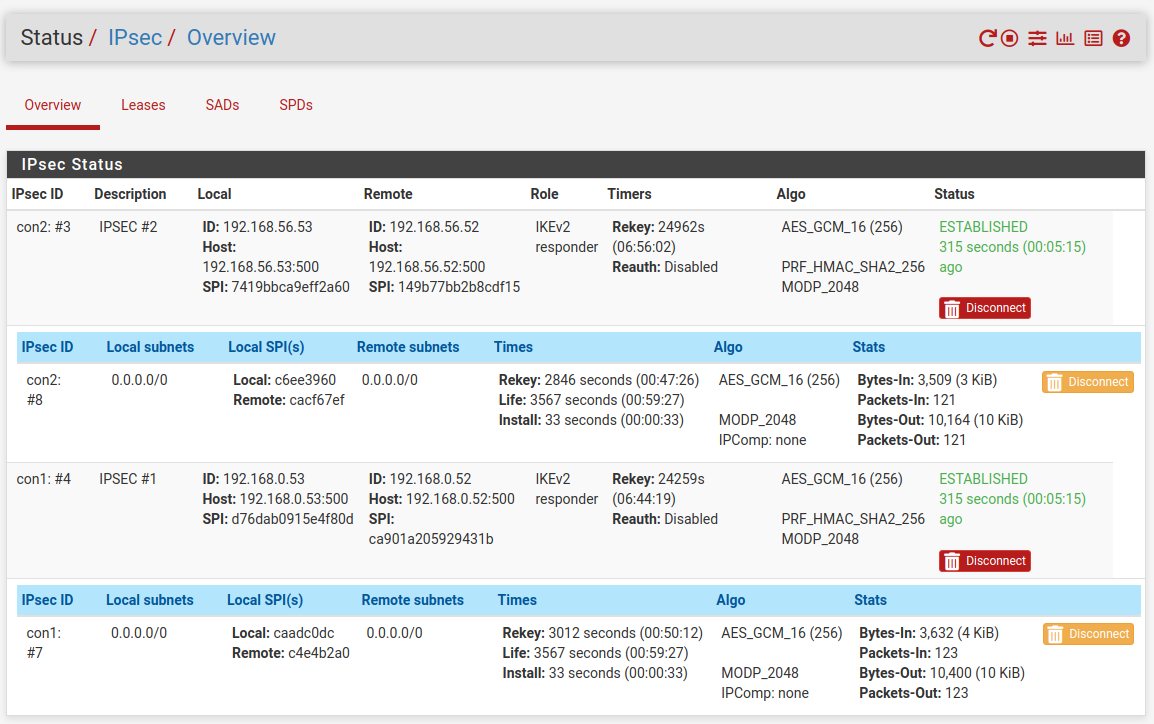 Status / IPsec / Overview
Overview Leases SADs SPDs
IPsec Status
IPsec ID Description Local Remote Role Timers Algo Status
con2: #3 IPSEC #2 ID: 192.168.56.53 ID: 192.168.56.52 IKEv2 Rekey: 24962s AES_GCM_16 (256) ESTABLISHED
Host: Host: responder (06:56:02) 315 seconds (00:05:15)
192.168.56.53:500 192.168.56.52:500 Reauth: Disabled PRF_HMAC_SHA2_256 ago
SPI: 7419bbca9eff2a60 SPI: 149b77bb2b8cdf15 MODP_2048
Disconnect
IPsec ID Local subnets Local SPI(s) Remote subnets Times Algo Stats
con2: 0.0.0.0/0 Local: c6ee3960 0.0.0.0/0 Rekey: 2846 seconds (00:47:26) AES_GCM_16 (256) Bytes-In: 3,509 (3 KiB) Disconnect
#8 Remote: cacf67ef Life: 3567 seconds (00:59:27) Packets-In: 121
Install: 33 seconds (00:00:33) MODP_2048 Bytes-Out: 10,164 (10 KiB)
IPComp: none Packets-Out: 121
con1: #4 IPSEC #1 ID: 192.168.0.53 ID: 192.168.0.52 IKEv2 Rekey: 24259s AES_GCM_16 (256) ESTABLISHED
Host: 192.168.0.53:500 Host: 192.168.0.52:500 responder (06:44:19) 315 seconds (00:05:15)
SPI: d76dab0915e4f80d SPI: Reauth: Disabled PRF_HMAC_SHA2_256 ago
ca901a205929431b MODP_2048
Disconnect
IPsec ID Local subnets Local SPI(s) Remote subnets Times Algo Stats
con1: 0.0.0.0/0 Local: caadc0dc 0.0.0.0/0 Rekey: 3012 seconds (00:50:12) AES_GCM_16 (256) Bytes-In: 3,632 (4 KiB) Disconnect
#7 Remote: c4e4b2a0 Life: 3567 seconds (00:59:27) Packets-In: 123
Install: 33 seconds (00:00:33) MODP_2048 Bytes-Out: 10,400 (10 KiB)
IPComp: none Packets-Out: 123